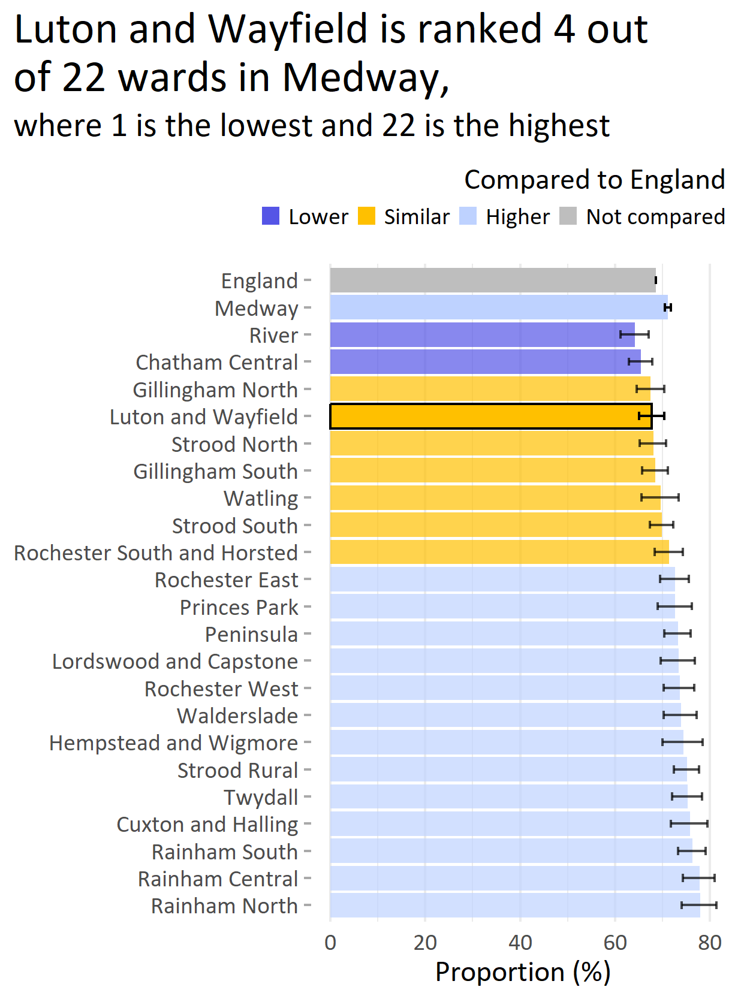 Luton and Wayfield is ranked 4 out
of 22 wards in Medway,
where 1 is the lowest and 22 is the highest
Compared to England
Lower Similar Higher Not compared
England
Medway
River
Chatham Central
Gillingham North
Luton and Wayfield
Strood North
Gillingham South
Watling
Strood South
Rochester South and Horsted
Rochester East
Princes Park
Peninsula
Lordswood and Capstone
Rochester West
Walderslade
Hempstead and Wigmore
Strood Rural
Twydall
Cuxton and Halling
Rainham South
Rainham Central
Rainham North
0 20 40 60 80
Proportion (%)